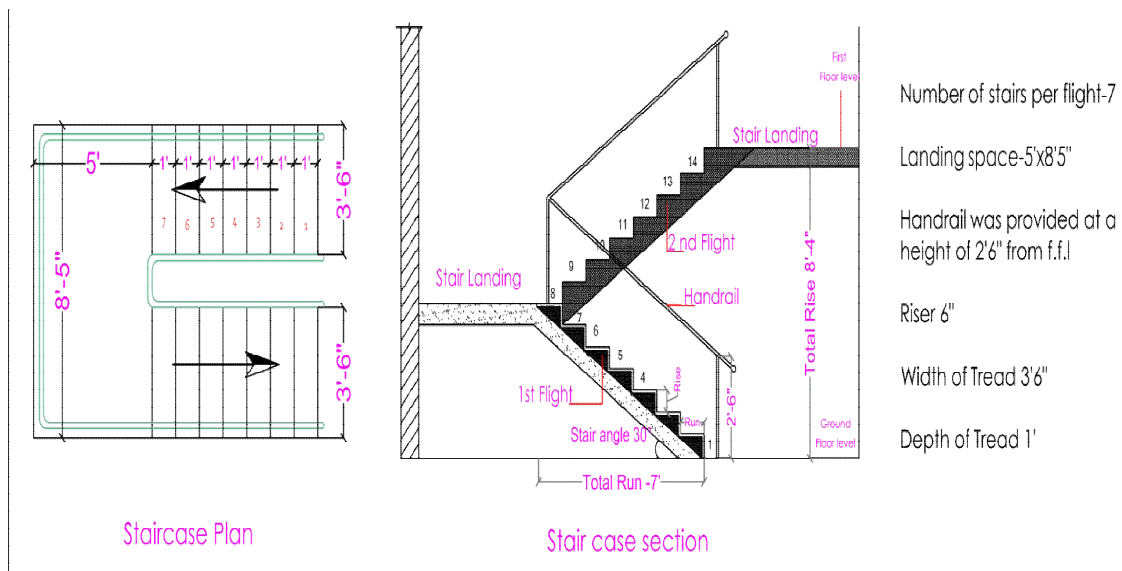 5'
1'
1'
1'
1'
1'
1'
1'
3'-6"
7
6
5
4
3
2
1
8'-5"
3'-6"
Staircase Plan
First
Floor level
Stair Landing
14
13
12
11
10
9
8
2 nd Flight
Stair Landing
Handrail
7
6
5
4
Rise
Run
1
1st Flight
Stair angle 30°
2'-6"
Total Rise 8'-4"
Ground
Floor level
Total Run -7'
Stair case section
Number of stairs per flight-7
Landing space-5'x8'5"
Handrail was provided at a
height of 2'6" from f.f.l
Riser 6"
Width of Tread 3'6"
Depth of Tread 1'